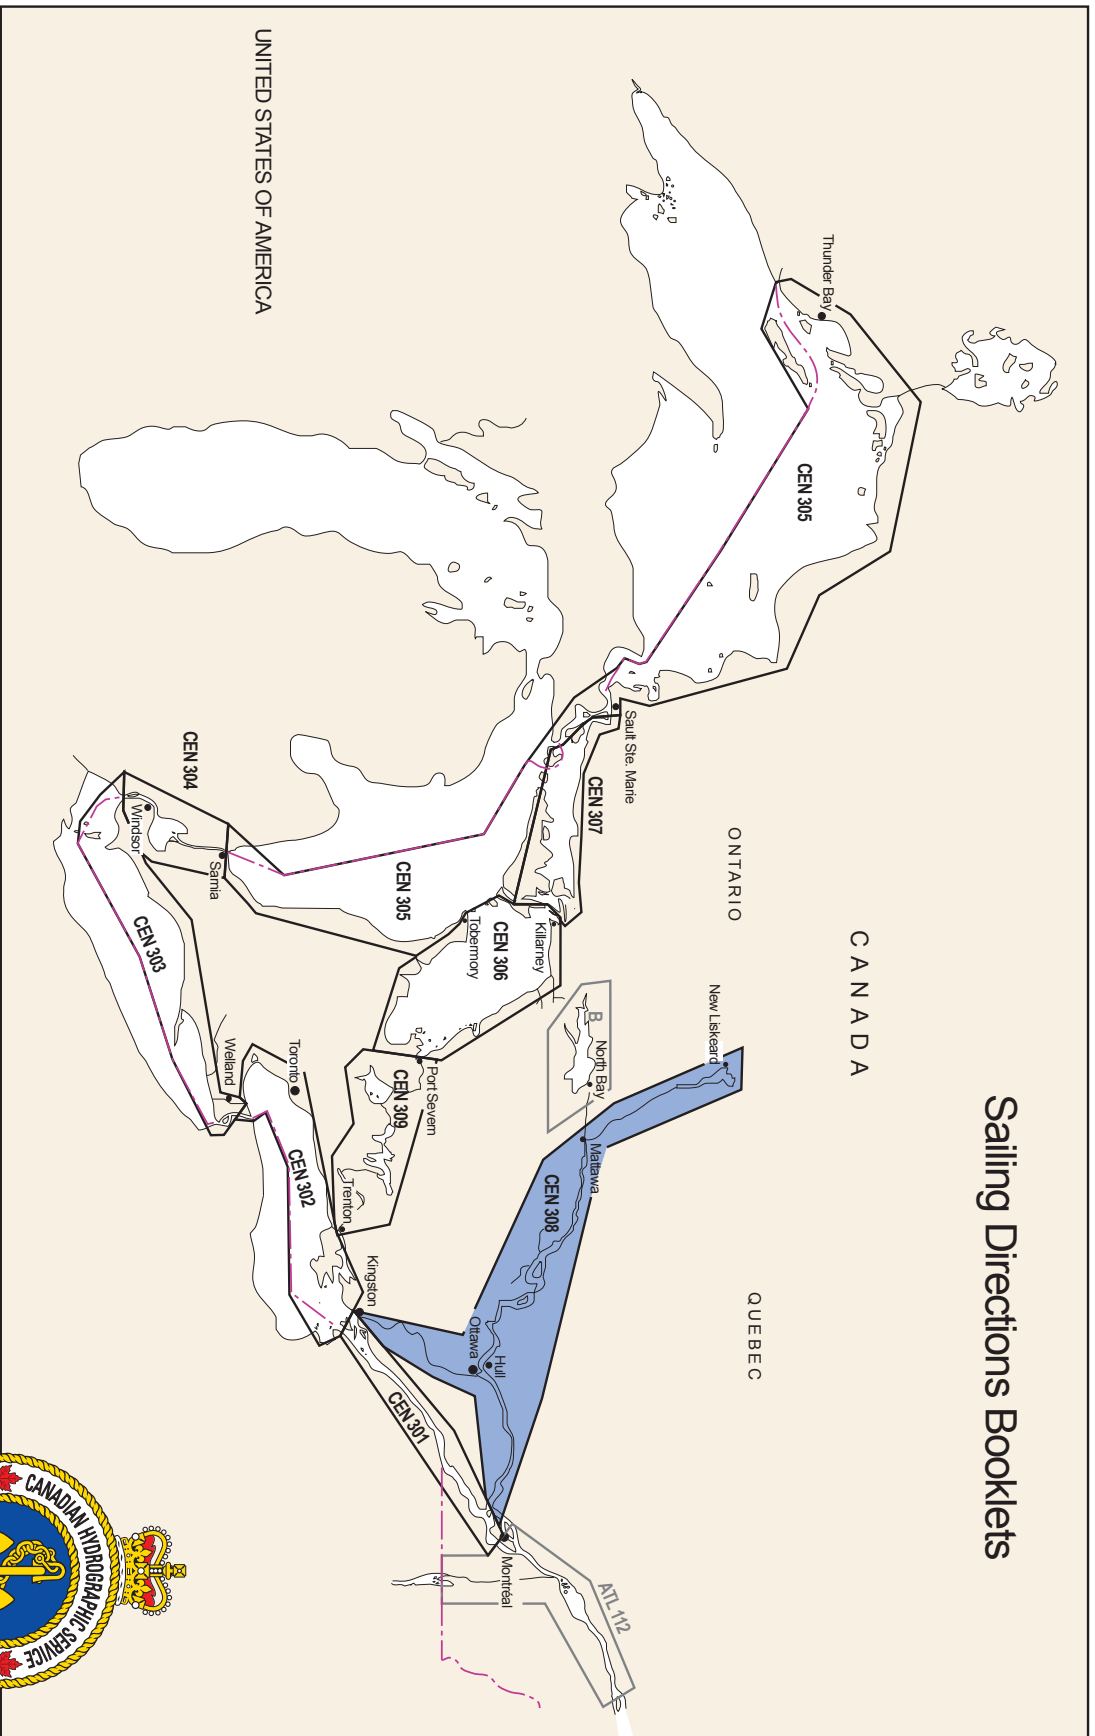 Sailing Directions Booklets
CANADA
ONTARIO
QUEBEC
UNITED STATES OF AMERICA
Thunder Bay
CEN 305
Sault Ste. Marie
CEN 307
New Liskeard
Killarney
B
North Bay
Mattawa
CEN 306
Tobermory
CEN 308
CEN 305
Port Severn
CEN 309
Hull
Ottawa
ATL 112
Montréal
Trenton
Kingston
CEN 301
Toronto
CEN 302
Sarnia
CEN 304
Windsor
Welland
CEN 303
CANADIAN HYDROGRAPHIC SERVICE